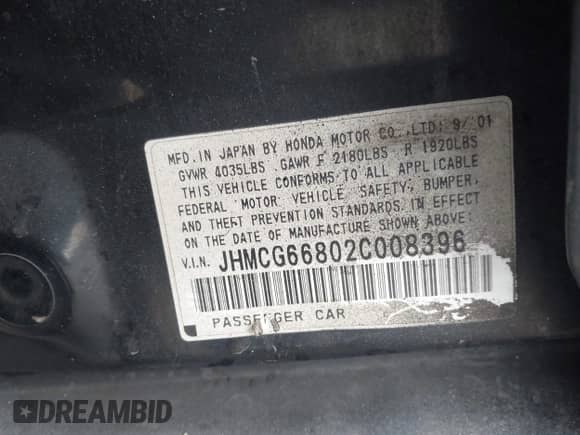 MFD. IN JAPAN BY HONDA MOTOR CO., LTD: 9/'01
GVWR 4035LBS GAWR F 2180LBS R 1920LBS
THIS VEHICLE CONFORMS TO ALL APPLICABLE
FEDERAL MOTOR VEHICLE SAFETY, BUMPER,
AND THEFT PREVENTION STANDARDS IN EFFECT
ON THE DATE OF MANUFACTURE SHOWN ABOVE.
V.I.N. JHMCG66802C008396
PASSENGER CAR
DREAMBID